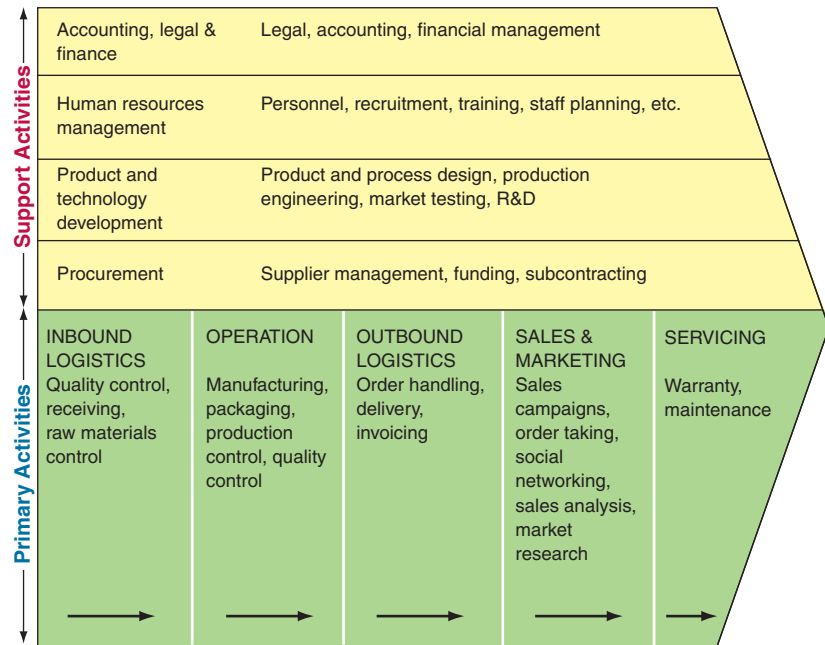 Support Activities
Accounting, legal &
finance
Legal, accounting, financial management
Human resources
management
Personnel, recruitment, training, staff planning, etc.
Product and
technology
development
Product and process design, production
engineering, market testing, R&D
Procurement
Supplier management, funding, subcontracting
Primary Activities
INBOUND
LOGISTICS
Quality control,
receiving,
raw materials
control
OPERATION
Manufacturing,
packaging,
production
control, quality
control
OUTBOUND
LOGISTICS
Order handling,
delivery,
invoicing
SALES &
MARKETING
Sales
campaigns,
order taking,
social
networking,
sales analysis,
market
research
SERVICING
Warranty,
maintenance